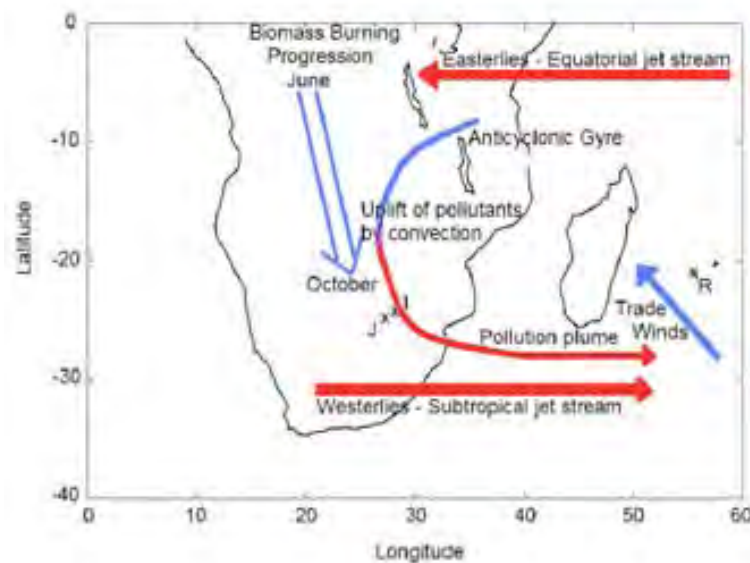 0
Biomass Burning
Progression
June
Easterlies - Equatorial jet stream
-10
Anticyclonic Gyre
Uplift of pollutants
by convection
Latitude
-20
October
R
J
I
Trade
Winds
Pollution plume
-30
Westerlies - Subtropical jet stream
-40
0
10
20
30
40
50
60
Longitude